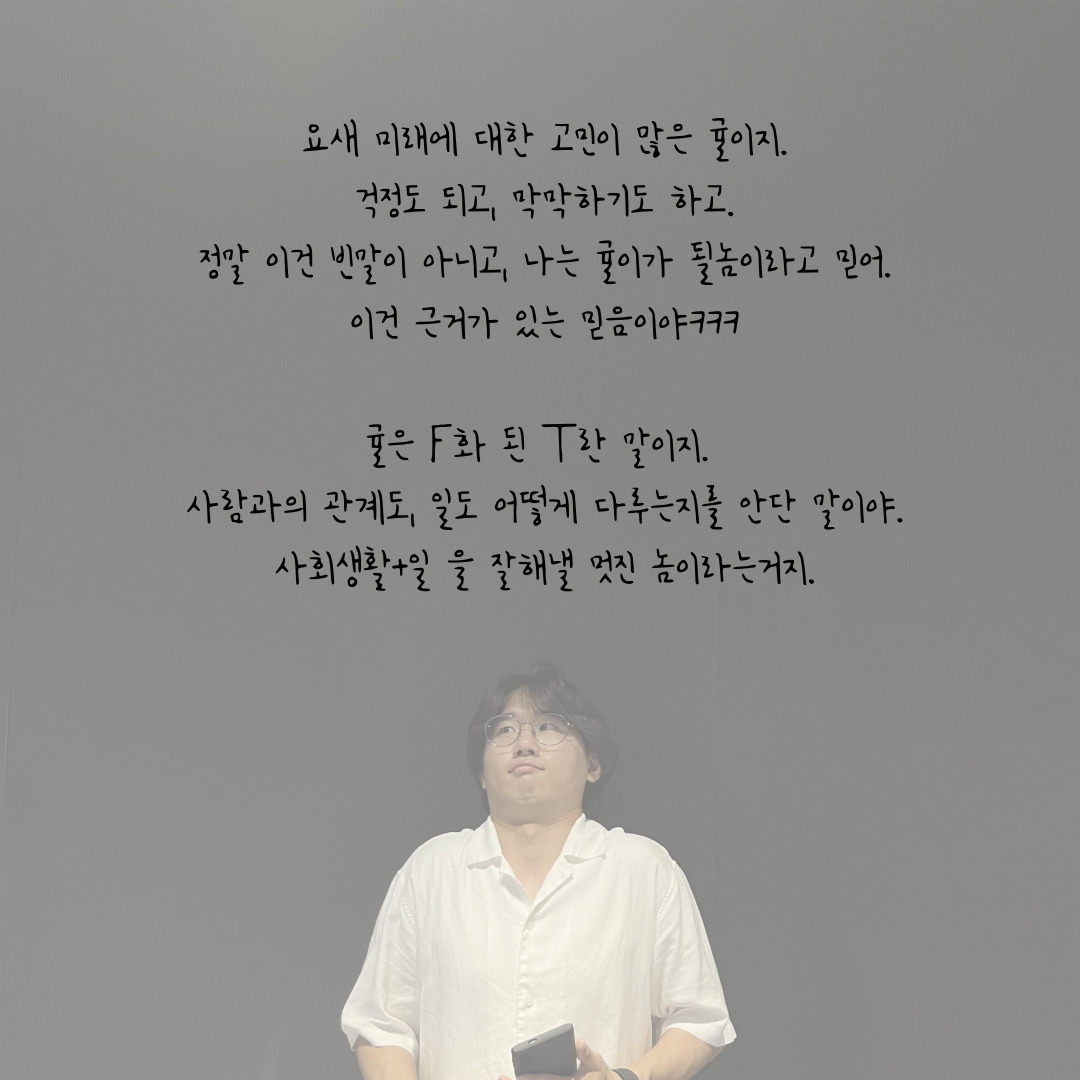 요새 미래에 대한 고민이 많은 귤이지.
걱정도 되고, 막막하기도 하고.
정말 이건 빈말이 아니고, 나는 귤이가 될놈이라고 믿어.
이건 근거가 있는 믿음이야ㅋㅋㅋ
귤은 F화 된 T란 말이지.
사람과의 관계도, 일도 어떻게 다루는지를 안단 말이야.
사회생활+일 을 잘해낼 멋진 놈이라는거지.